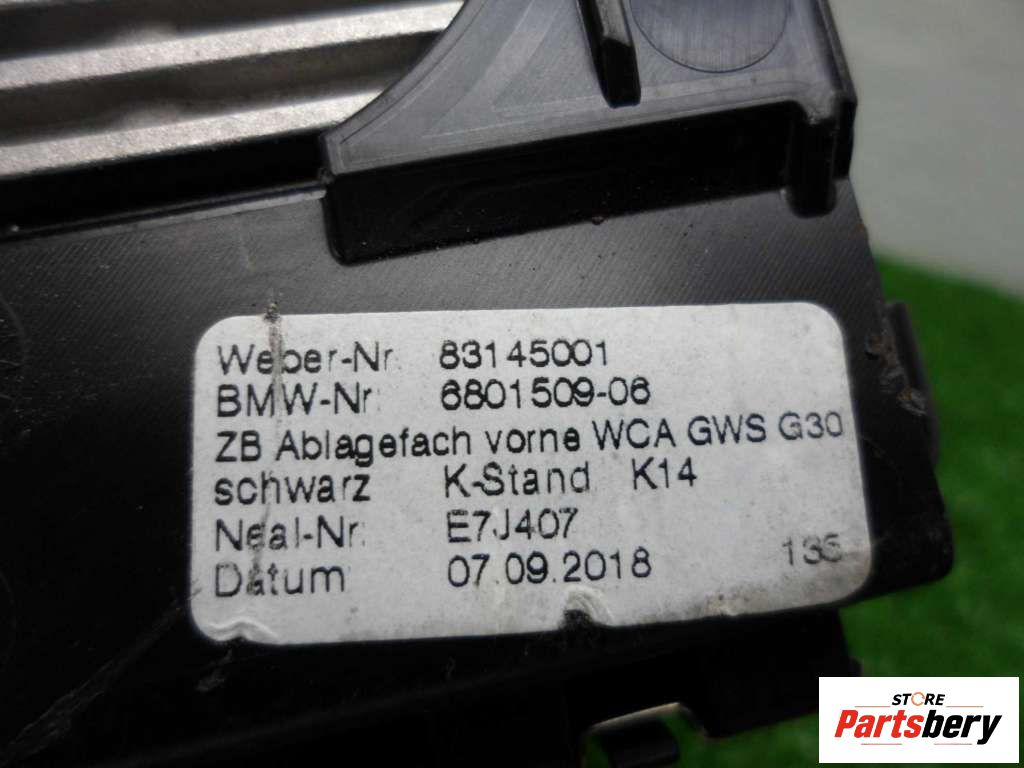 Weber-Nr. 83145001
BMW-Nr: 6801509-06
ZB Ablagefach vorne WCA GWS G30
schwarz K-Stand K14
Neal-Nr: E7J407
Datum 07.09.2018 135
STORE
Partsbery